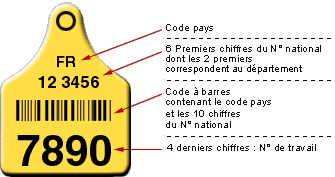 Code pays
FR
6 Premiers chiffres du N° national
dont les 2 premiers
correspondent au département
12 3456
Code à barres
contenant le code pays
et les 10 chiffres
du N° national
7890
4 derniers chiffres : N° de travail